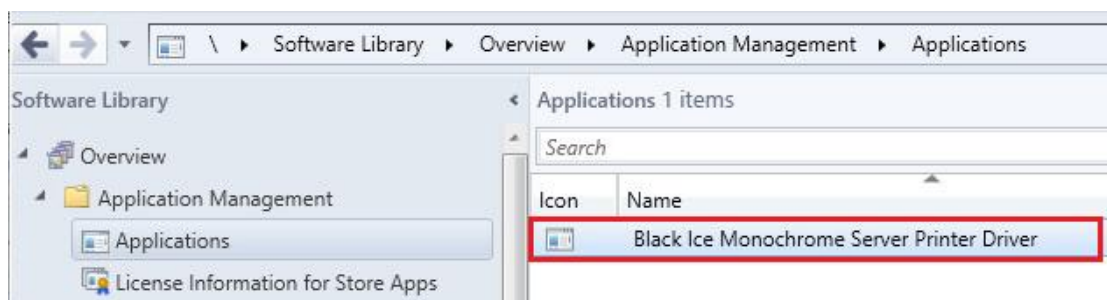 \ Software Library Overview Application Management Applications
Software Library
Overview
Application Management
Applications
License Information for Store Apps
Applications 1 items
Search
Icon Name
Black Ice Monochrome Server Printer Driver